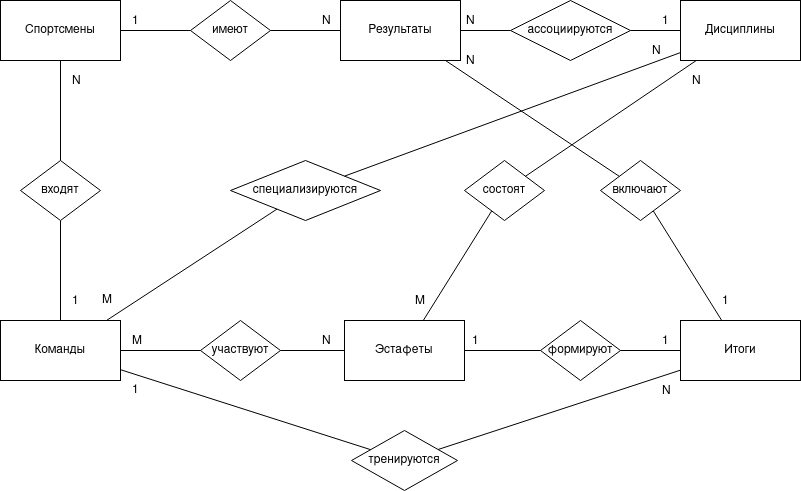 Спортсмены
1
имеют
N
Результаты
N
ассоциируются
1
Дисциплины
N
N
N
N
входят
специализируются
состоят
включают
1
M
M
1
Команды
M
участвуют
N
Эстафеты
1
формируют
1
Итоги
1
N
тренируются